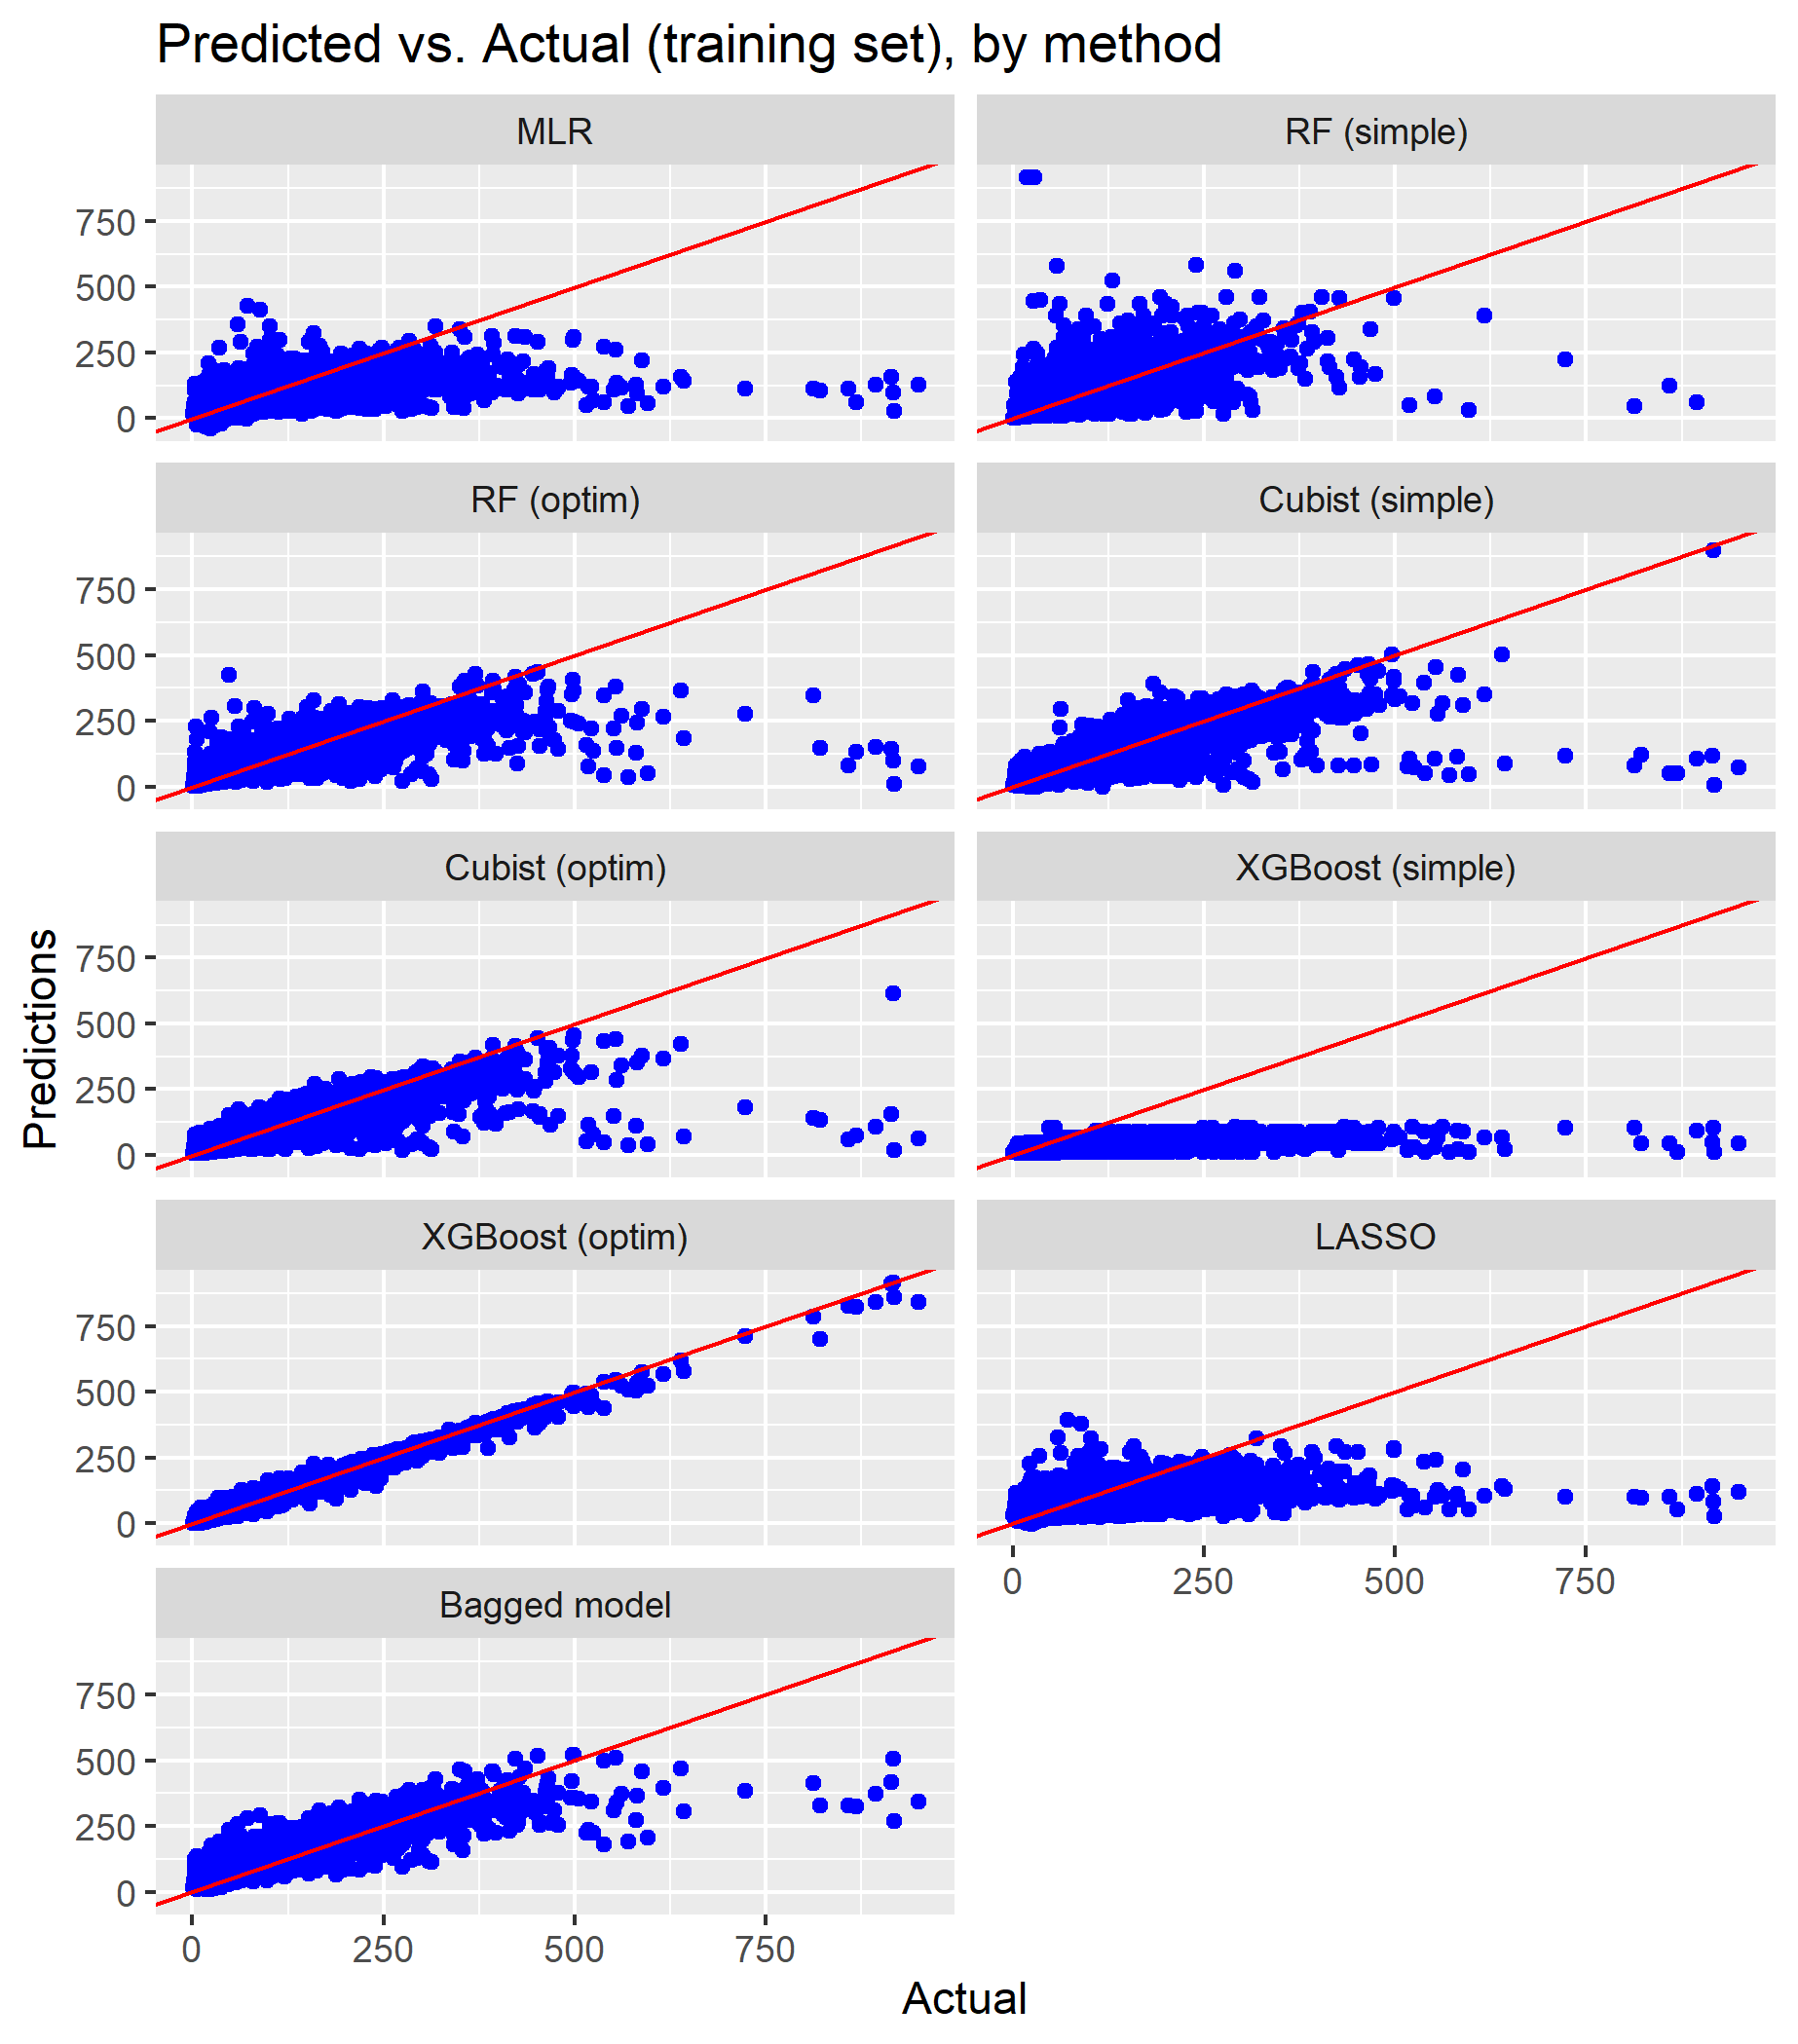 Predicted vs. Actual (training set), by method
MLR
RF (simple)
750
500
250
0
RF (optim)
Cubist (simple)
750
500
250
0
Cubist (optim)
XGBoost (simple)
Predictions
750
500
250
0
XGBoost (optim)
LASSO
750
500
250
0
0 250 500 750
Bagged model
750
500
250
0
0 250 500 750
Actual